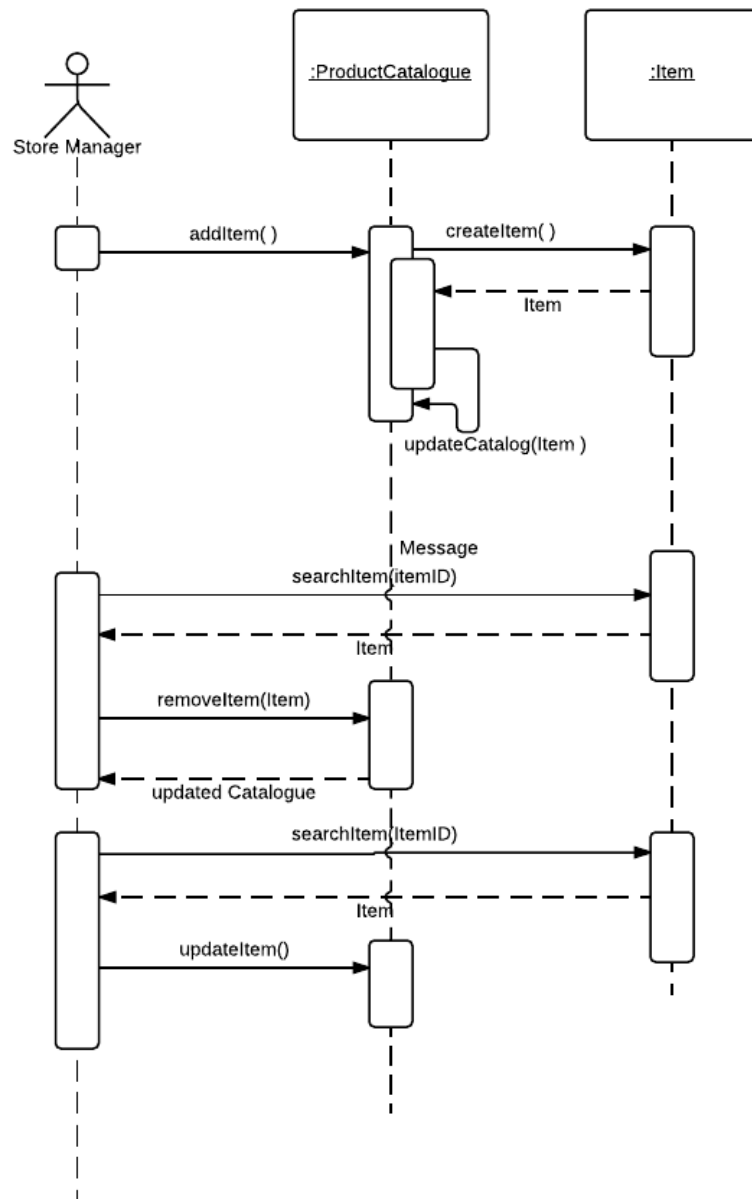 :ProductCatalogue
:Item
Store Manager
addItem( )
createItem( )
Item
updateCatalog(Item )
Message
searchItem(itemID)
Item
removeItem(Item)
updated Catalogue
searchItem(ItemID)
Item
updateItem()